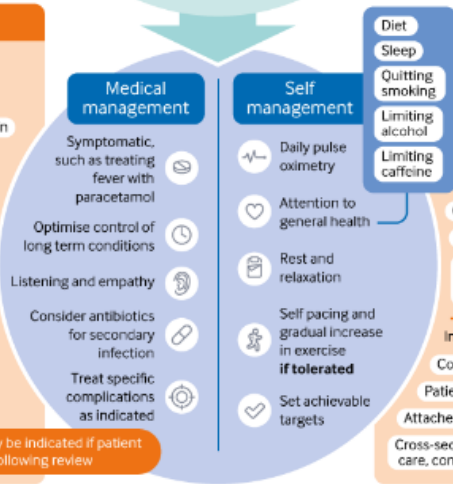 Medical
management
Symptomatic,
such as treating
fever with
paracetamol
Optimise control of
long term conditions
Listening and empathy
Consider antibiotics
for secondary
infection
Treat specific
complications
as indicated
Self
management
Daily pulse
oximetry
Attention to
general health
Rest and
relaxation
Self pacing and
gradual increase
in exercise
if tolerated
Set achievable
targets
Diet
Sleep
Quitting
smoking
Limiting
alcohol
Limiting
caffeine
be indicated if patient
following review
Attache
Cross-sec
care, con